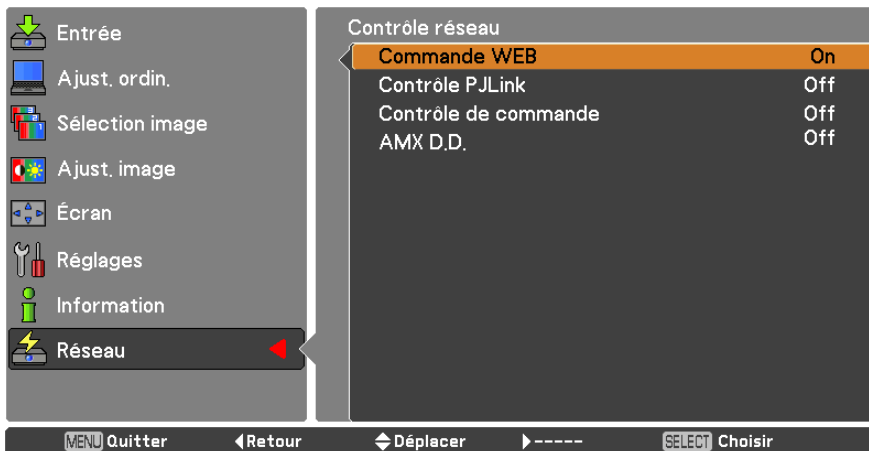 Entrée
Ajust. ordin.
Sélection image
Ajust. image
Écran
Réglages
Information
Réseau
Contrôle réseau
Commande WEB On
Contrôle PJLink Off
Contrôle de commande Off
AMX D.D. Off
MENU Quitter Retour Déplacer ----- SELECT Choisir